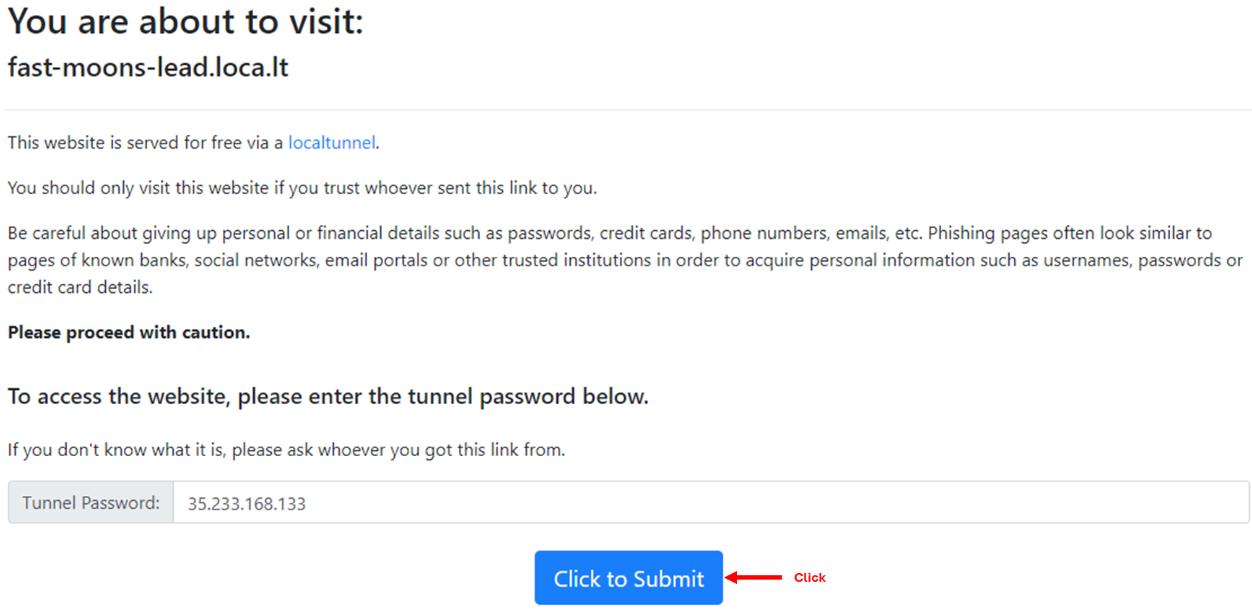 You are about to visit:
fast-moons-lead.loca.lt
This website is served for free via a localtunnel.
You should only visit this website if you trust whoever sent this link to you.
Be careful about giving up personal or financial details such as passwords, credit cards, phone numbers, emails, etc. Phishing pages often look similar to
pages of known banks, social networks, email portals or other trusted institutions in order to acquire personal information such as usernames, passwords or
credit card details.
Please proceed with caution.
To access the website, please enter the tunnel password below.
If you don't know what it is, please ask whoever you got this link from.
Tunnel Password: 35.233.168.133
Click to Submit Click